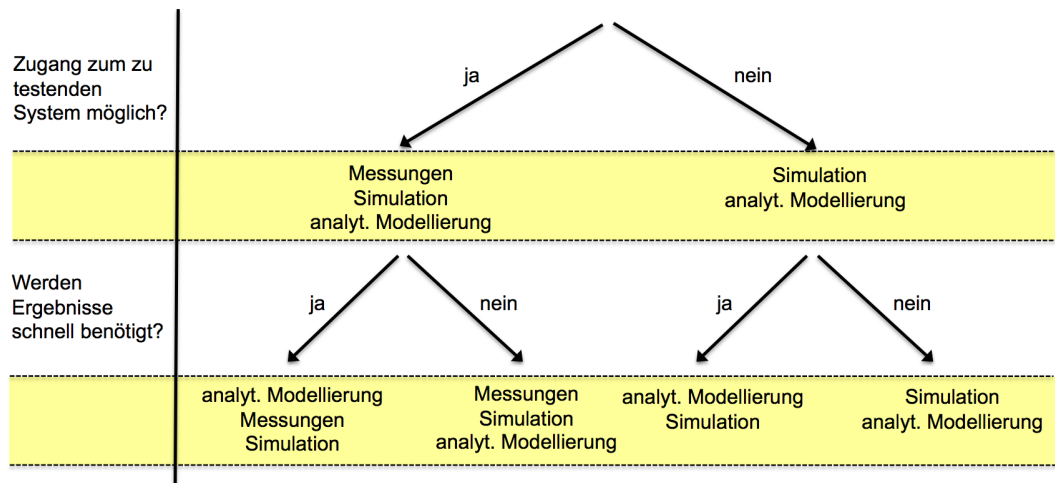 Zugang zum zu
testenden
System möglich?
ja
nein
Messungen
Simulation
analyt. Modellierung
Simulation
analyt. Modellierung
Werden
Ergebnisse
schnell benötigt?
ja
nein
ja
nein
analyt. Modellierung
Messungen
Simulation
Messungen
Simulation
analyt. Modellierung
analyt. Modellierung
Simulation
Simulation
analyt. Modellierung